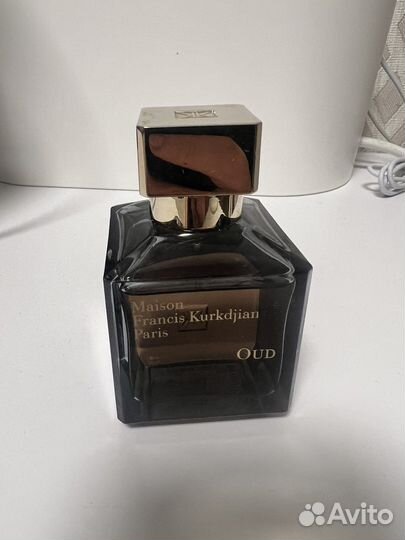 Maison
Francis Kurkdjian
Paris
OUD
Avito